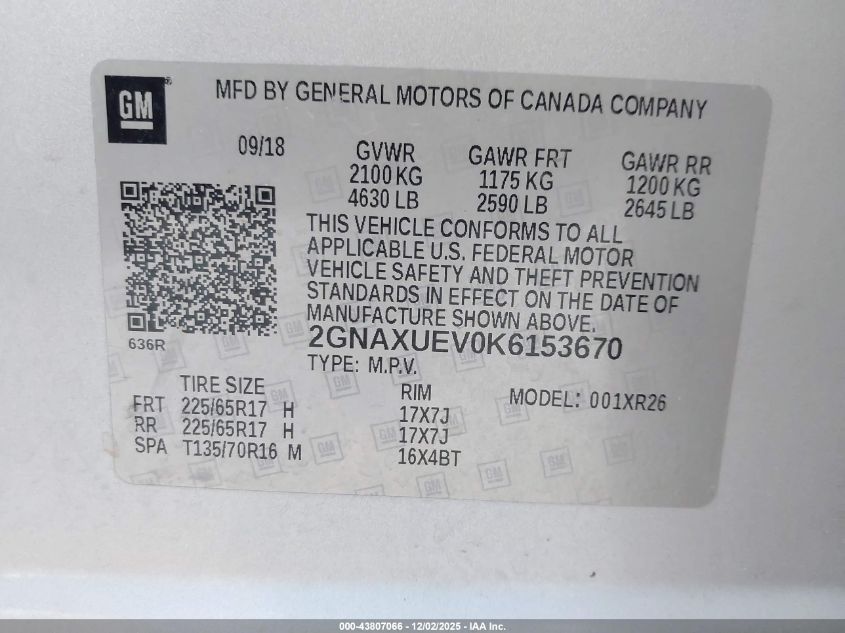 GM
MFD BY GENERAL MOTORS OF CANADA COMPANY
09/18
GVWR
2100 KG
4630 LB
GAWR FRT
1175 KG
2590 LB
GAWR RR
1200 KG
2645 LB
THIS VEHICLE CONFORMS TO ALL
APPLICABLE U.S. FEDERAL MOTOR
VEHICLE SAFETY AND THEFT PREVENTION
STANDARDS IN EFFECT ON THE DATE OF
MANUFACTURE SHOWN ABOVE.
636R
2GNAXUEV0K6153670
TYPE: M.P.V.
TIRE SIZE
RIM
MODEL: 001XR26
FRT 225/65R17 H 17X7J
RR 225/65R17 H 17X7J
SPA T135/70R16 M 16X4BT
000-43807066 - 12/02/2025 - IAA Inc.